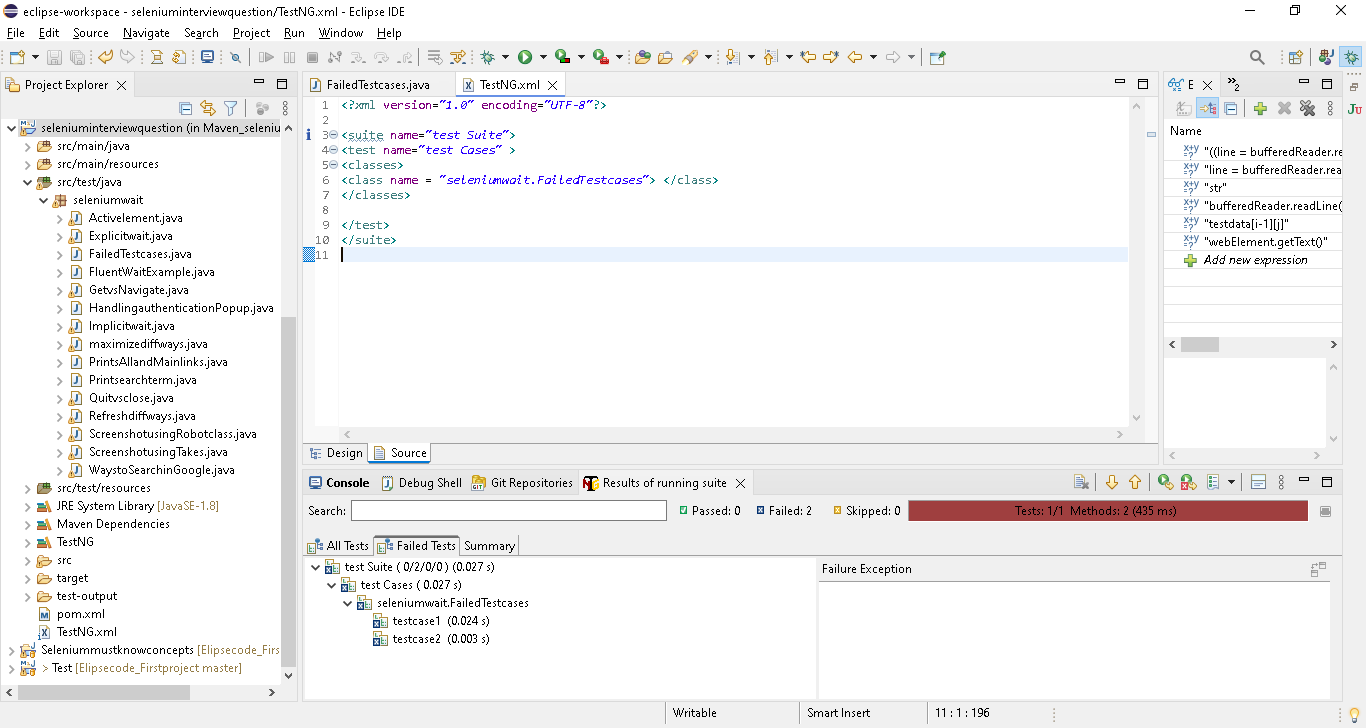 eclipse-workspace - seleniuminterviewquestion/TestNG.xml - Eclipse IDE
File Edit Source Navigate Search Project Run Window Help
Project Explorer
seleniuminterviewquestion (in Maven_seleniu
src/main/java
src/main/resources
src/test/java
seleniumwait
Activelement.java
Explicitwait.java
FailedTestcases.java
FluentWaitExample.java
GetvsNavigate.java
HandlingauthenticationPopup.java
Implicitwait.java
maximizediffways.java
PrintsAllandMainlinks.java
Printsearchterm.java
Quitvsclose.java
Refreshdiffways.java
ScreenshotusingRobotclass.java
ScreenshotusingTakes.java
WaystoSearchinGoogle.java
src/test/resources
JRE System Library [JavaSE-1.8]
Maven Dependencies
TestNG
src
target
test-output
pom.xml
TestNG.xml
Seleniummustknowconcepts [Elipsecode_Firs
> Test [Elipsecode_Firstproject master]
FailedTestcases.java TestNG.xml
1 <?xml version="1.0" encoding="UTF-8"?>
2
3 <suite name="test Suite">
4 <test name="test Cases" >
5 <classes>
6 <class name = "seleniumwait.FailedTestcases"> </class>
7 </classes>
8
9 </test>
10 </suite>
11
Design Source
E 2
Name
"((line = bufferedReader.re
"line = bufferedReader.rea
"str"
"bufferedReader.readLine(
"testdata[i-1][j]"
"webElement.getText()"
Add new expression
JU
Console Debug Shell Git Repositories Results of running suite
Search: Passed: 0 Failed: 2 Skipped: 0 Tests: 1/1 Methods: 2 (435 ms)
All Tests Failed Tests Summary
test Suite ( 0/2/0/0 ) (0.027 s)
test Cases ( 0.027 s)
seleniumwait.FailedTestcases
testcase1 (0.024 s)
testcase2 (0.003 s)
Failure Exception
Writable Smart Insert 11 : 1 : 196